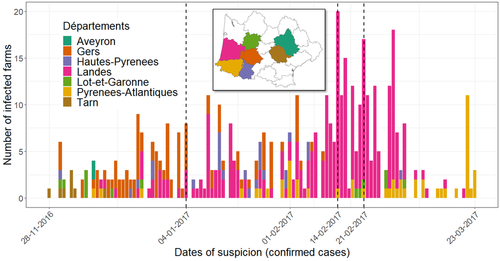 Départements
Aveyron
Gers
Hautes-Pyrenees
Landes
Lot-et-Garonne
Pyrenees-Atlantiques
Tarn
Number of infected farms
20
15
10
5
0
28-11-2016
04-01-2017
01-02-2017
14-02-2017
21-02-2017
23-03-2017
Dates of suspicion (confirmed cases)